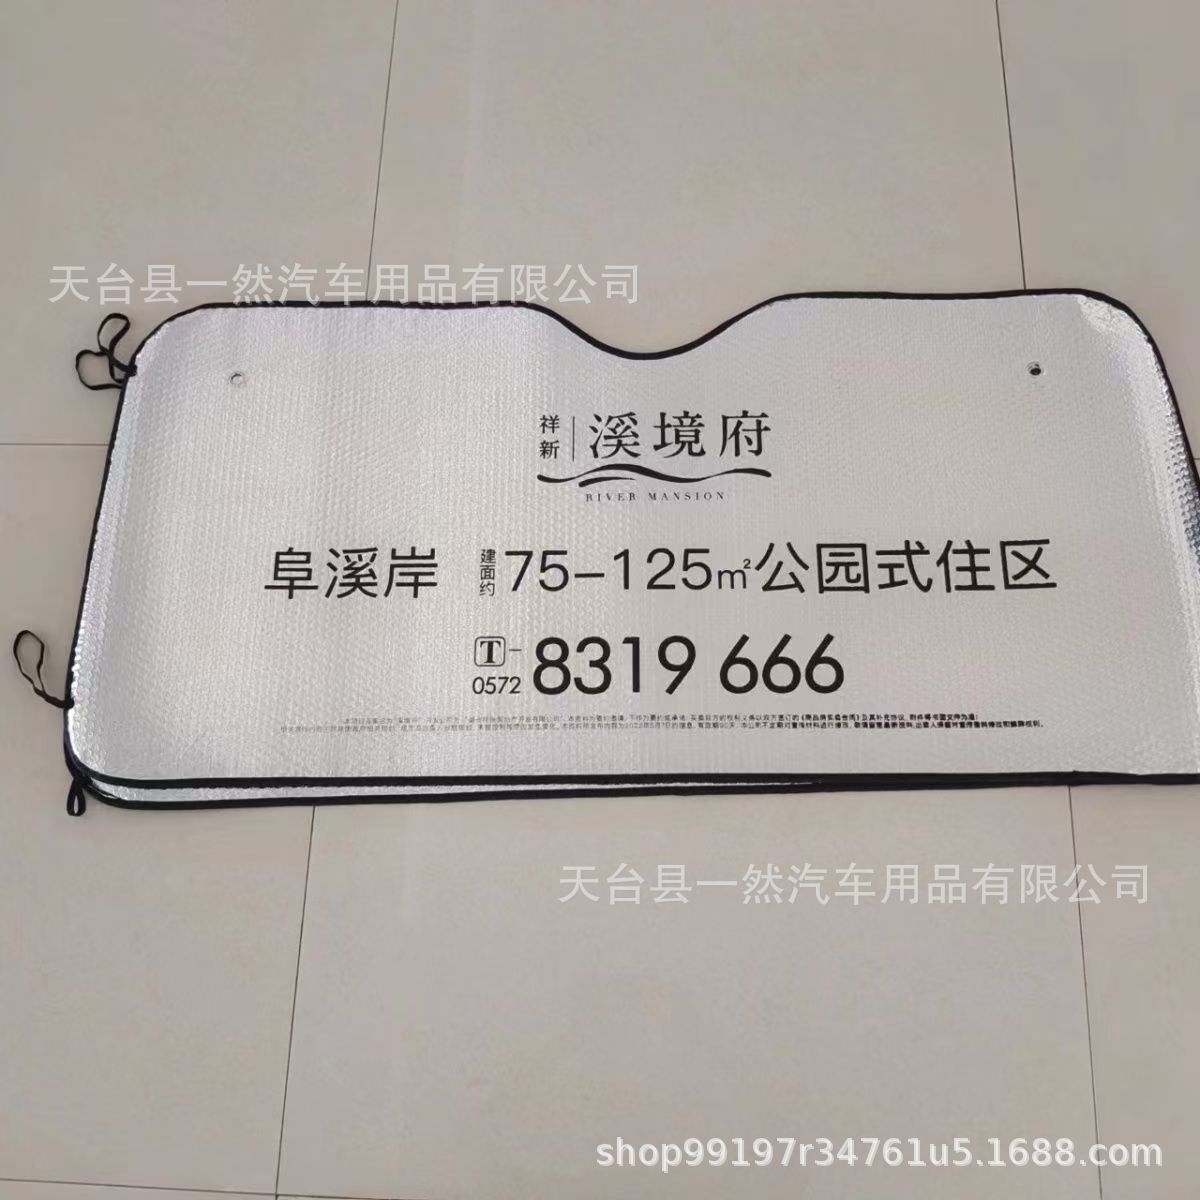 天台县一然汽车用品有限公司
祥新 溪境府
RIVER MANSION
阜溪岸 建面约 75-125㎡公园式住区
T- 0572 8319 666
天台县一然汽车用品有限公司
shop99197r34761u5.1688.com